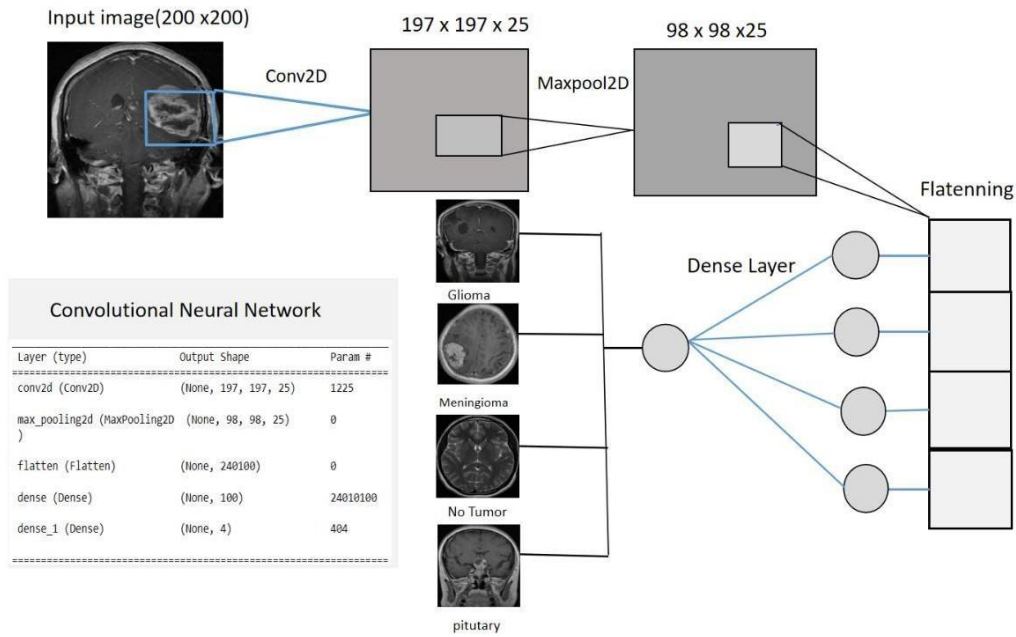 Input image(200 x200)
197 x 197 x 25
98 x 98 x25
Conv2D
Maxpool2D
Flatenning
Dense Layer
Glioma
Meningioma
No Tumor
pitutary
Convolutional Neural Network
Layer (type) Output Shape Param #
conv2d (Conv2D) (None, 197, 197, 25) 1225
max_pooling2d (MaxPooling2D (None, 98, 98, 25) 0
)
flatten (Flatten) (None, 240100) 0
dense (Dense) (None, 100) 24010100
dense_1 (Dense) (None, 4) 404